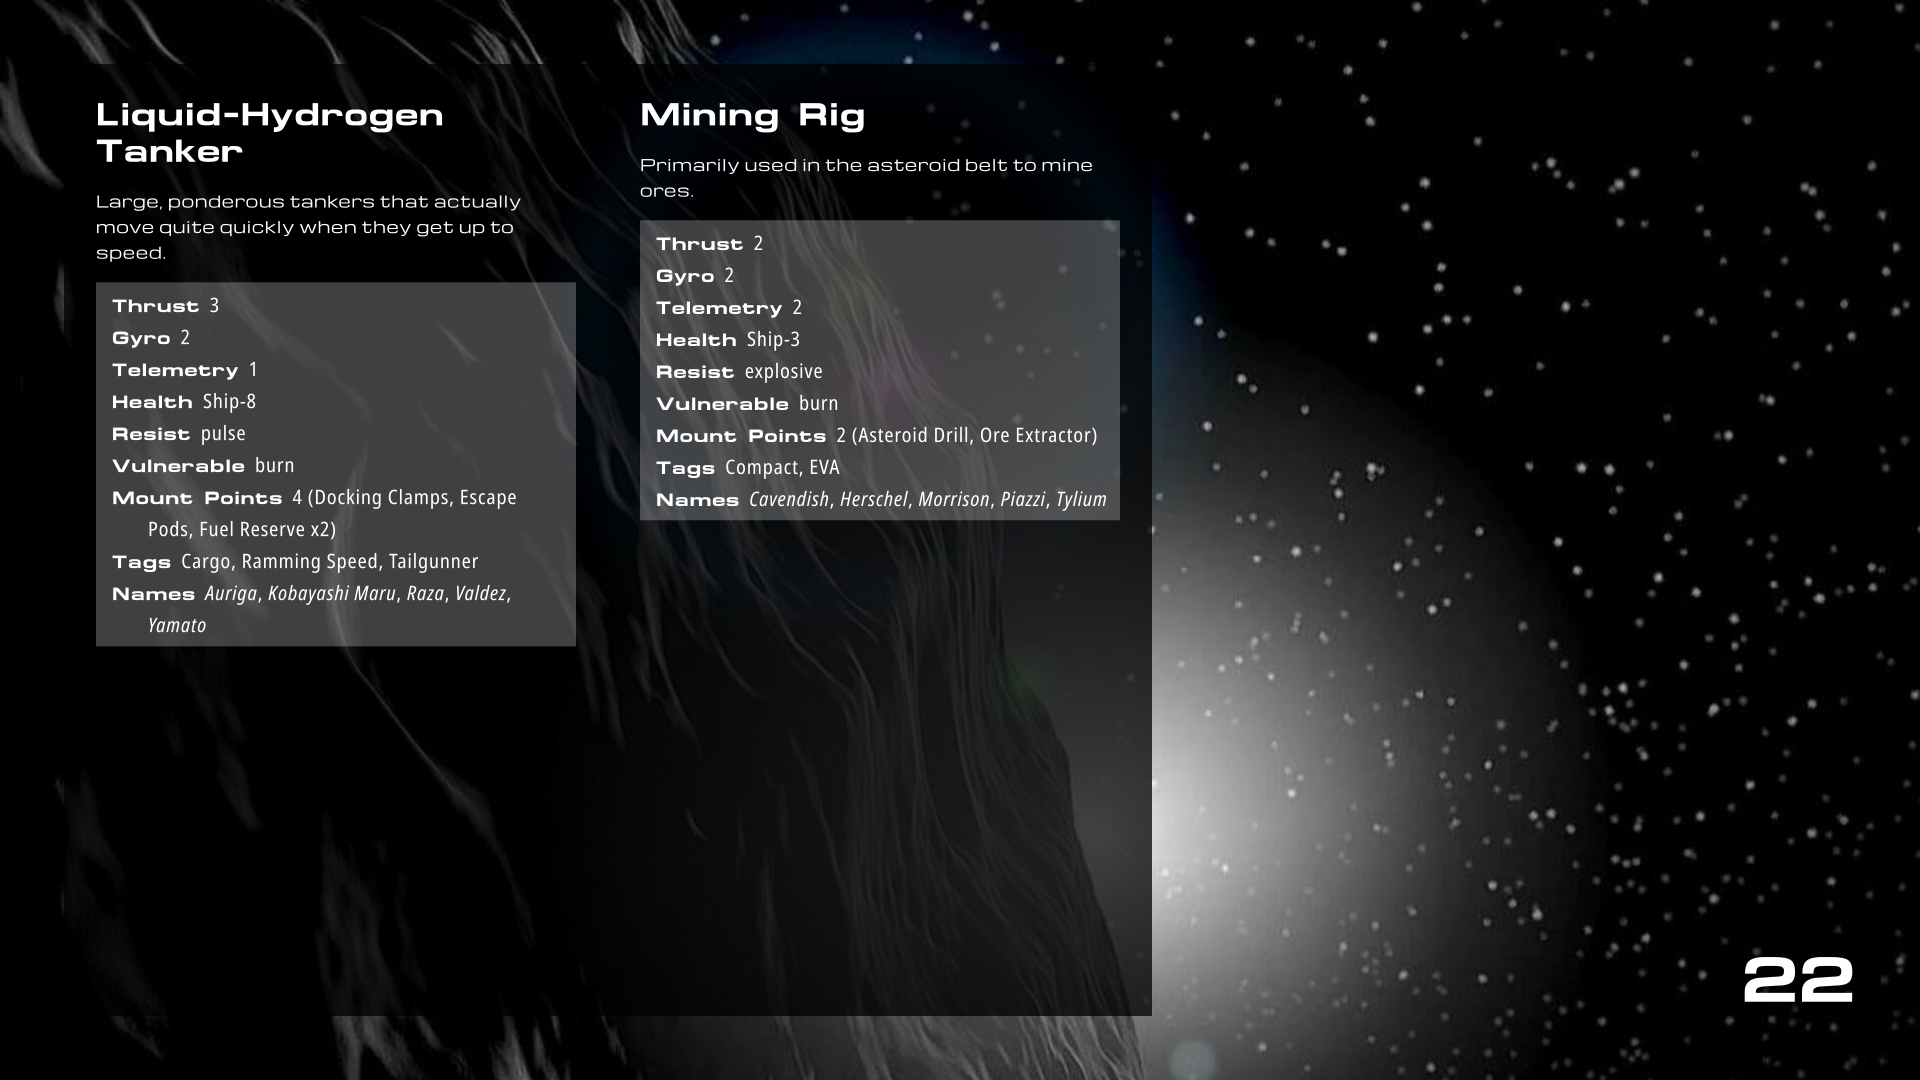 Liquid-Hydrogen
Tanker
Large, ponderous tankers that actually
move quite quickly when they get up to
speed.
Thrust 3
Gyro 2
Telemetry 1
Health Ship-8
Resist pulse
Vulnerable burn
Mount Points 4 (Docking Clamps, Escape
Pods, Fuel Reserve x2)
Tags Cargo, Ramming Speed, Tailgunner
Names Auriga, Kobayashi Maru, Raza, Valdez,
Yamato
Mining Rig
Primarily used in the asteroid belt to mine
ores.
Thrust 2
Gyro 2
Telemetry 2
Health Ship-3
Resist explosive
Vulnerable burn
Mount Points 2 (Asteroid Drill, Ore Extractor)
Tags Compact, EVA
Names Cavendish, Herschel, Morrison, Piazzi, Tylium
22